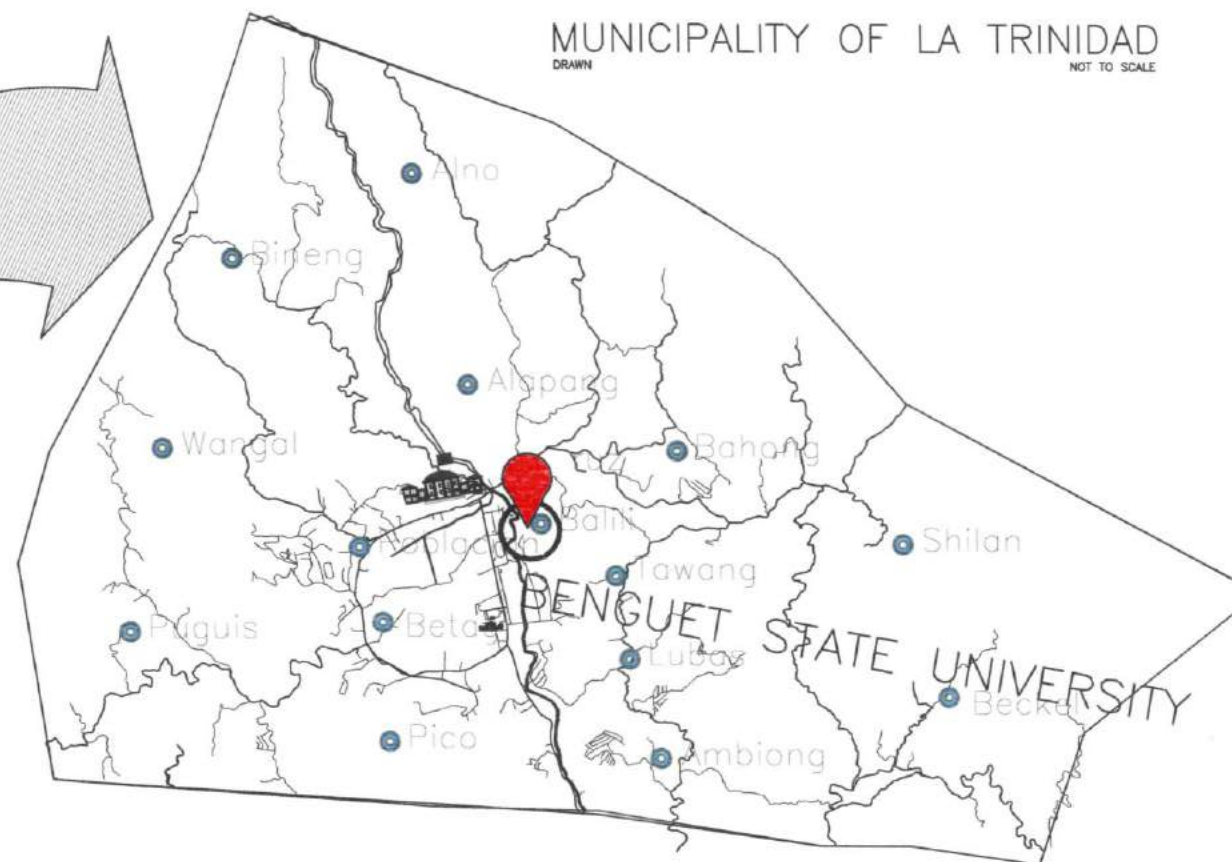 MUNICIPALITY OF LA TRINIDAD
DRAWN
NOT TO SCALE
Alno
Bineng
Alapang
Wangal
Bahong
Balili
Shilan
Tawang
BENGUET STATE UNIVERSITY
Puguis
Betag
Lubas
Beckel
Pico
Ambiong